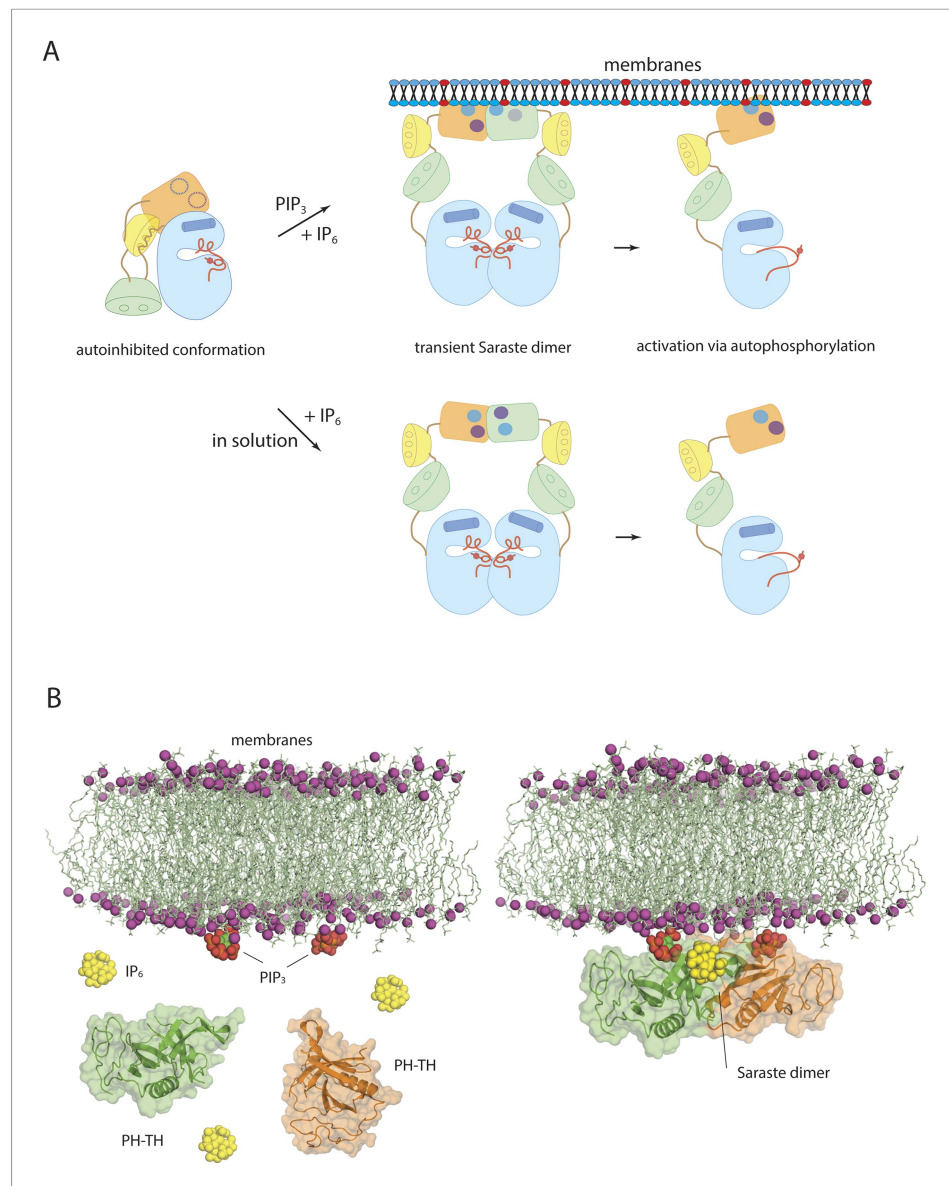 A
membranes
PIP₃
+ IP₆
autoinhibited conformation
transient Saraste dimer
activation via autophosphorylation
+ IP₆
in solution
B
membranes
IP₆
PIP₃
PH-TH
PH-TH
Saraste dimer